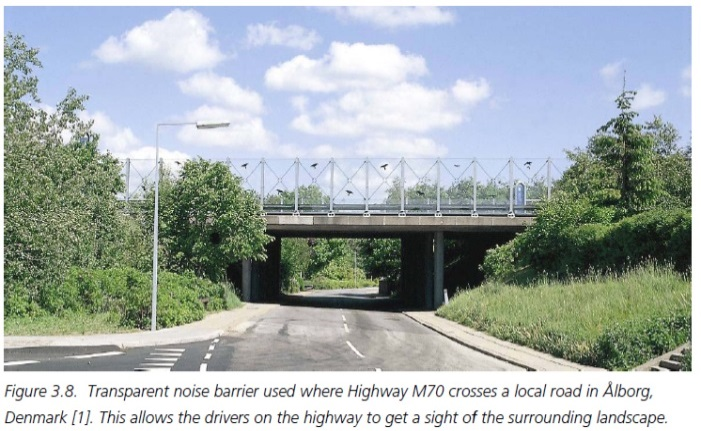 Figure 3.8. Transparent noise barrier used where Highway M70 crosses a local road in Ålborg,
Denmark [1]. This allows the drivers on the highway to get a sight of the surrounding landscape.